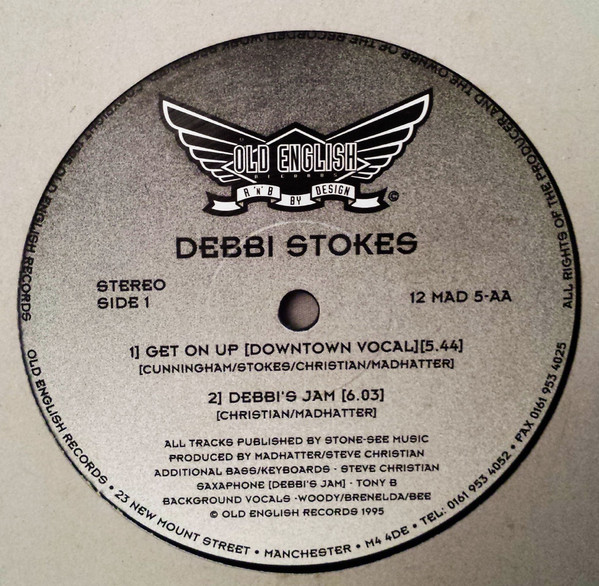 OLD ENGLISH
RECORDS
R 'N' B BY DESIGN
©
DEBBI STOKES
STEREO
SIDE 1
12 MAD 5-AA
1] GET ON UP [DOWNTOWN VOCAL][5.44]
[CUNNINGHAM/STOKES/CHRISTIAN/MADHATTER]
2] DEBBI'S JAM [6.03]
[CHRISTIAN/MADHATTER]
ALL TRACKS PUBLISHED BY STONE-SEE MUSIC
PRODUCED BY MADHATTER/STEVE CHRISTIAN
ADDITIONAL BASS/KEYBOARDS - STEVE CHRISTIAN
SAXAPHONE [DEBBI'S JAM] - TONY B
BACKGROUND VOCALS -WOODY/BRENELDA/BEE
© OLD ENGLISH RECORDS 1995
OLD ENGLISH RECORDS • 23 NEW MOUNT STREET • MANCHESTER • M4 4DE • TEL: 0161 953 4052 • FAX 0161 953 4025
ALL RIGHTS OF THE PRODUCER AND THE OWNER OF THE RECORDED WORK
OLD ENGLISH RECORDS